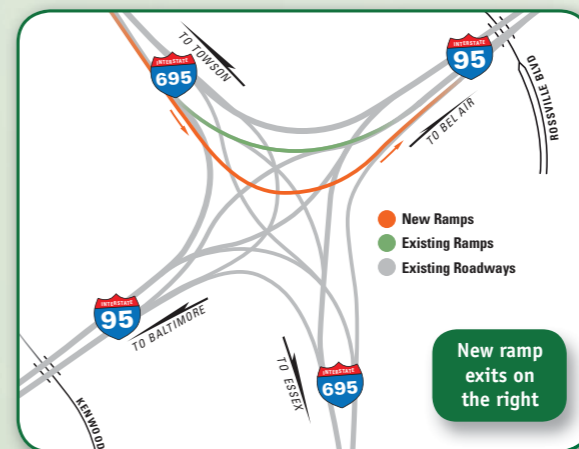 TO TOWSON
INTERSTATE
695
INTERSTATE
95
ROSSVILLE BLVD
TO BEL AIR
New Ramps
Existing Ramps
Existing Roadways
INTERSTATE
95
TO BALTIMORE
KENWOOD
TO ESSEX
INTERSTATE
695
New ramp
exits on
the right